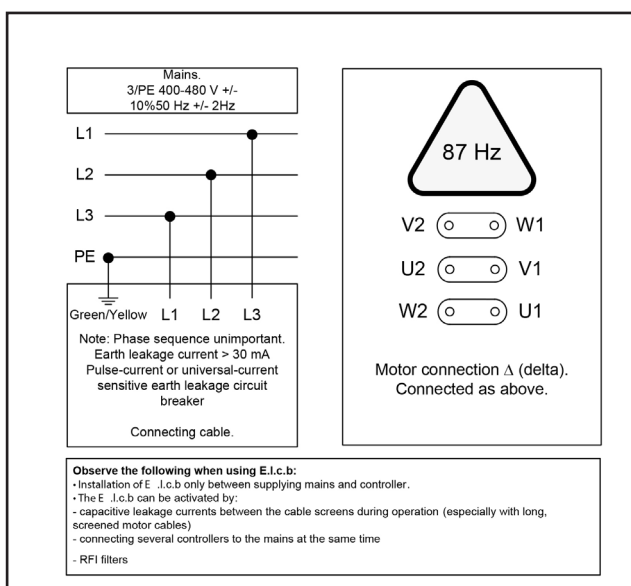 Mains.
3/PE 400-480 V +/-
10%50 Hz +/- 2Hz
L1
L2
L3
PE
Green/Yellow L1 L2 L3
Note: Phase sequence unimportant.
Earth leakage current > 30 mA
Pulse-current or universal-current
sensitive earth leakage circuit
breaker
Connecting cable.
87 Hz
V2 W1
U2 V1
W2 U1
Motor connection Δ (delta).
Connected as above.
Observe the following when using E.l.c.b:
• Installation of E .l.c.b only between supplying mains and controller.
• The E .l.c.b can be activated by:
- capacitive leakage currents between the cable screens during operation (especially with long,
screened motor cables)
- connecting several controllers to the mains at the same time
- RFI filters